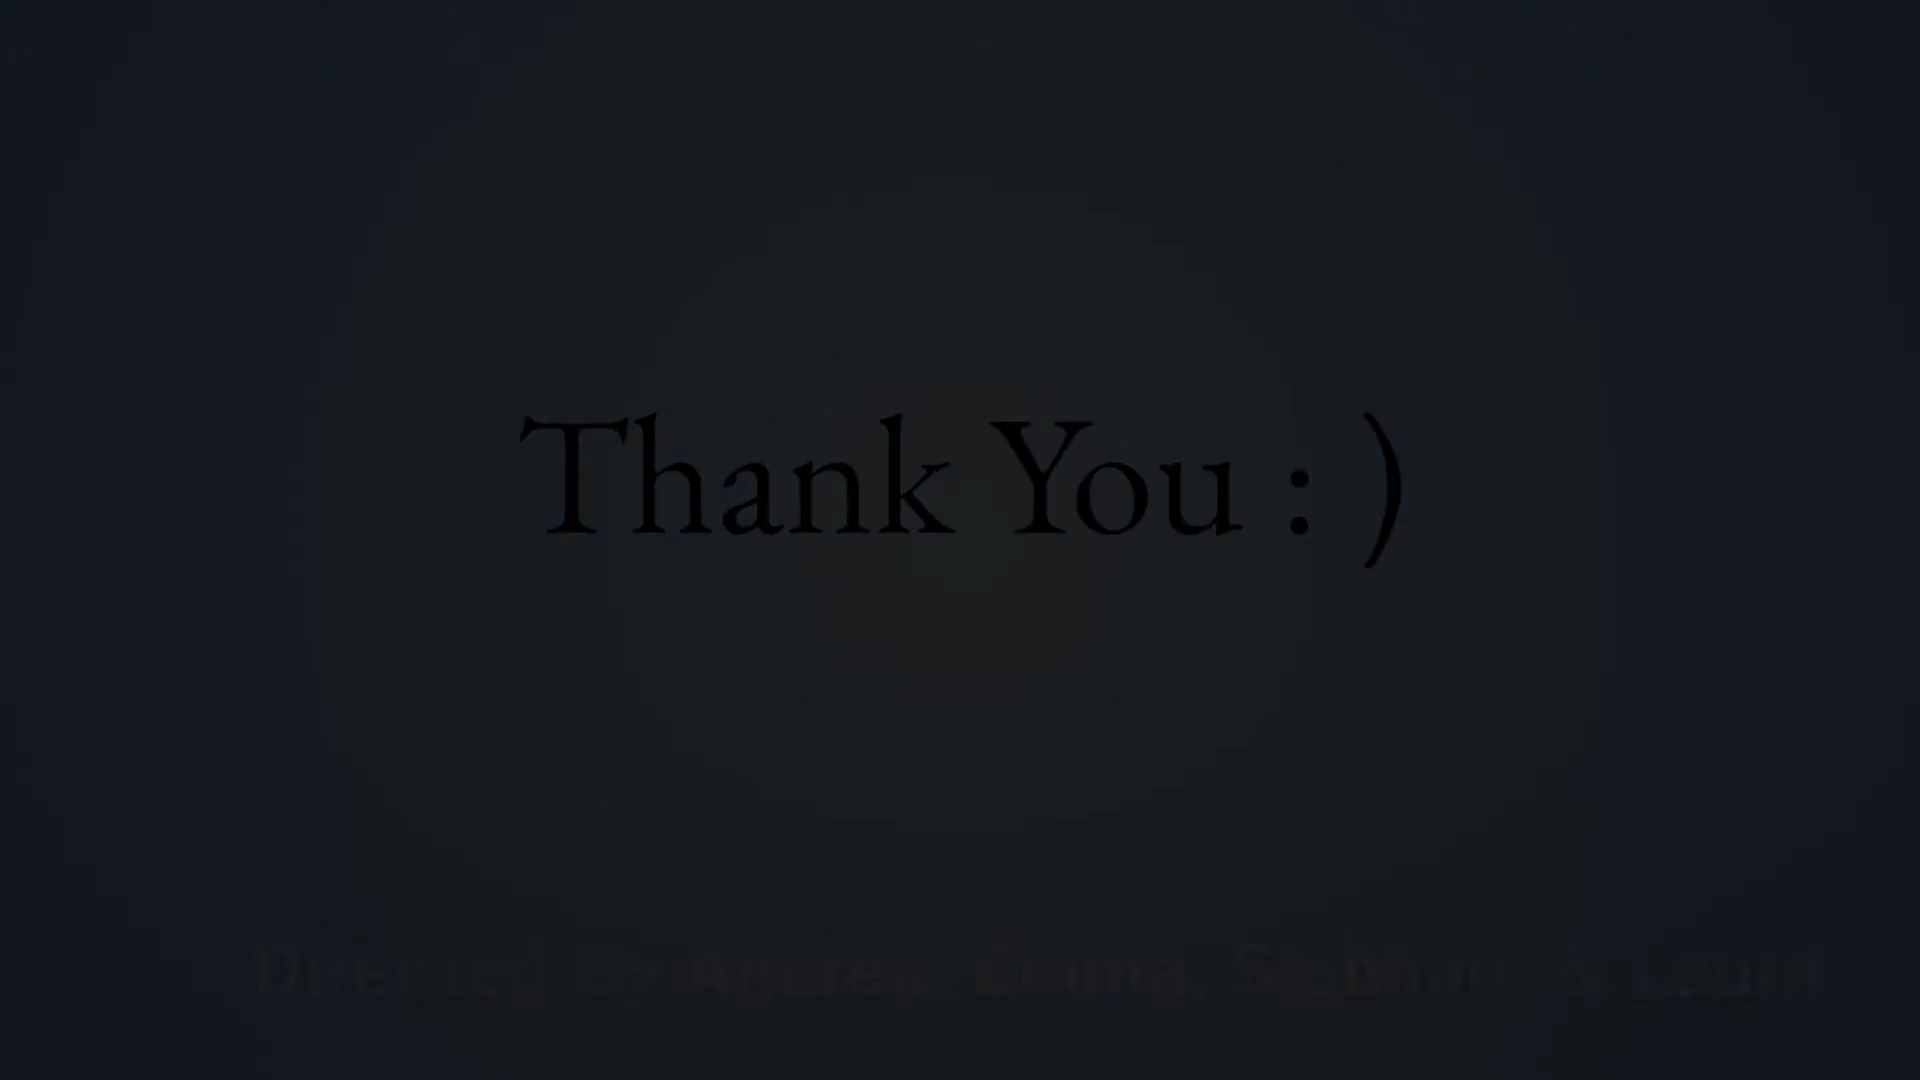 Thank You : )
Directed By Andrea, Emma, Siobhan, & Laura